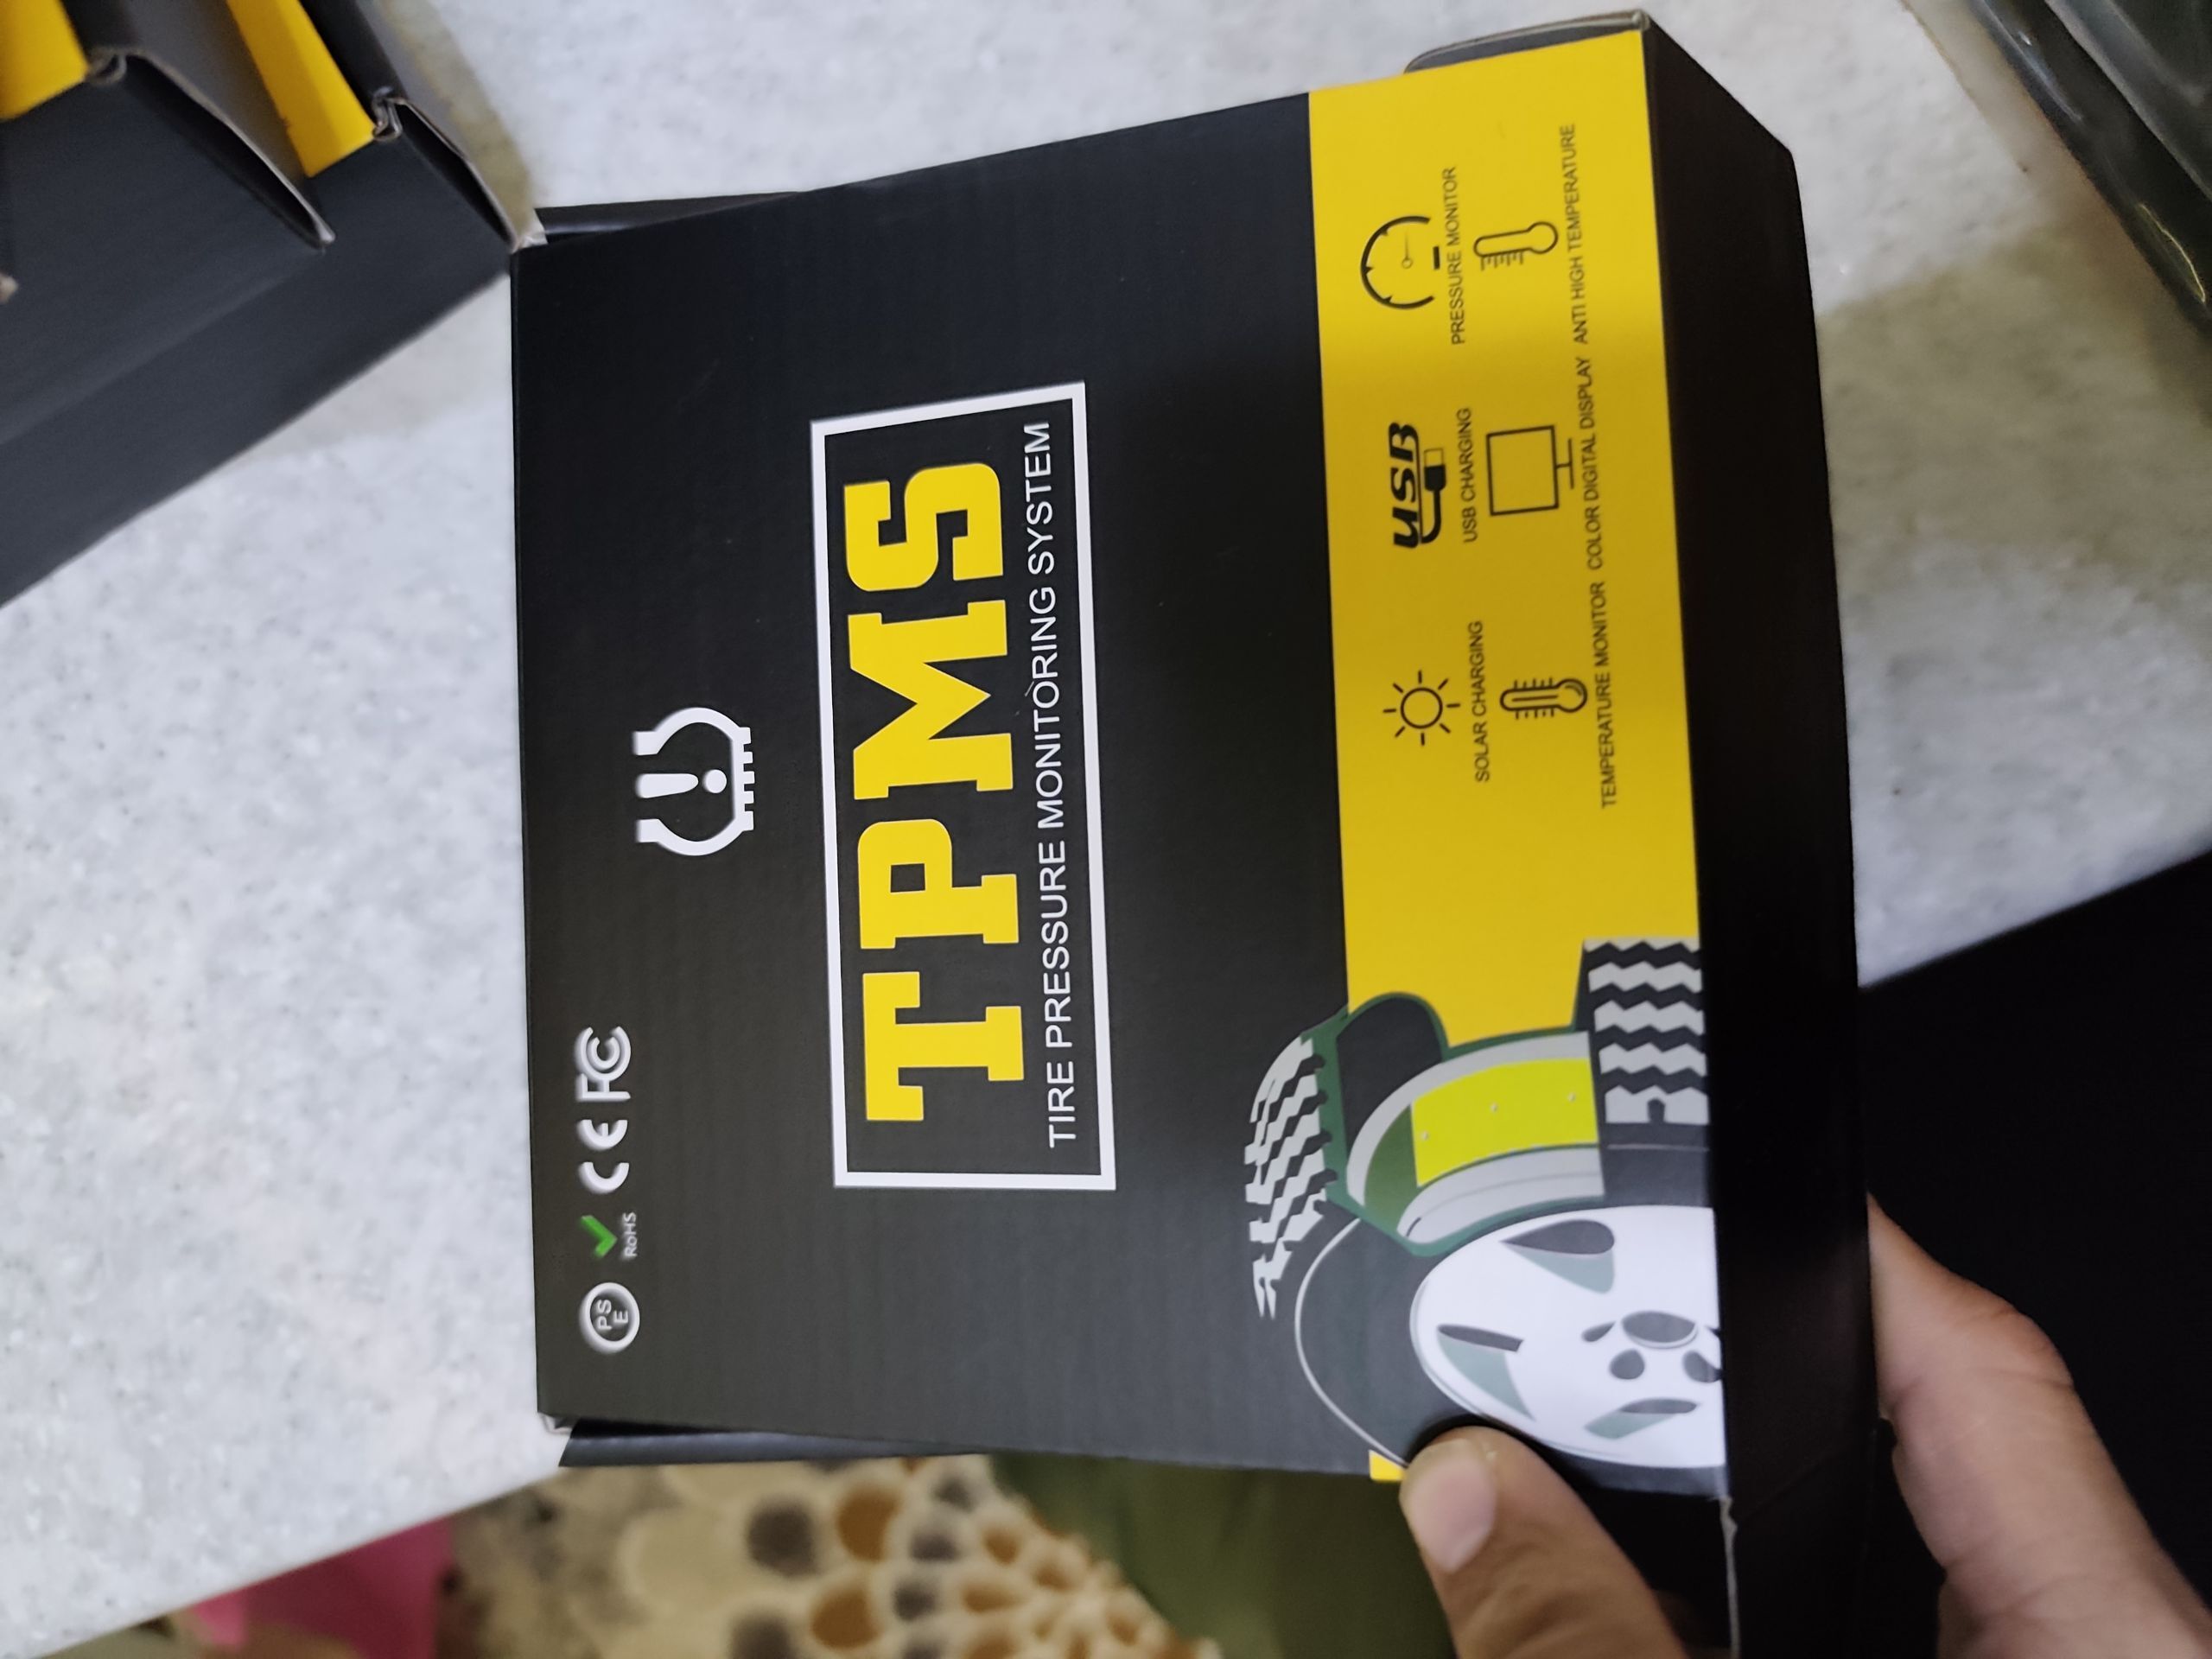 PS
E
RoHS
CE FC
TPMS
TIRE PRESSURE MONITORING SYSTEM
USB
SOLAR CHARGING
USB CHARGING
PRESSURE MONITOR
TEMPERATURE MONITOR
COLOR DIGITAL DISPLAY
ANTI HIGH TEMPERATURE